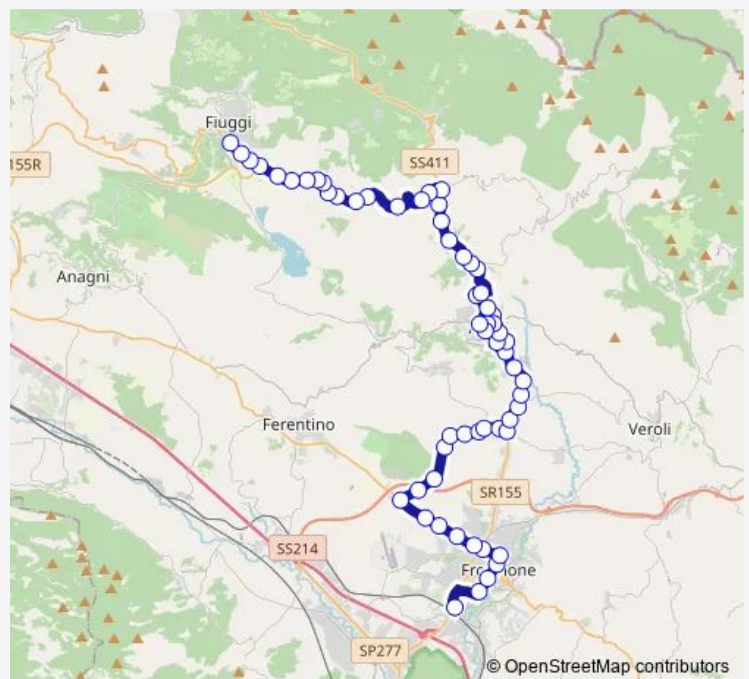 Fiuggi
SS411
155R
Anagni
Ferentino
Veroli
SR155
SS214
SP277
© OpenStreetMap contributors